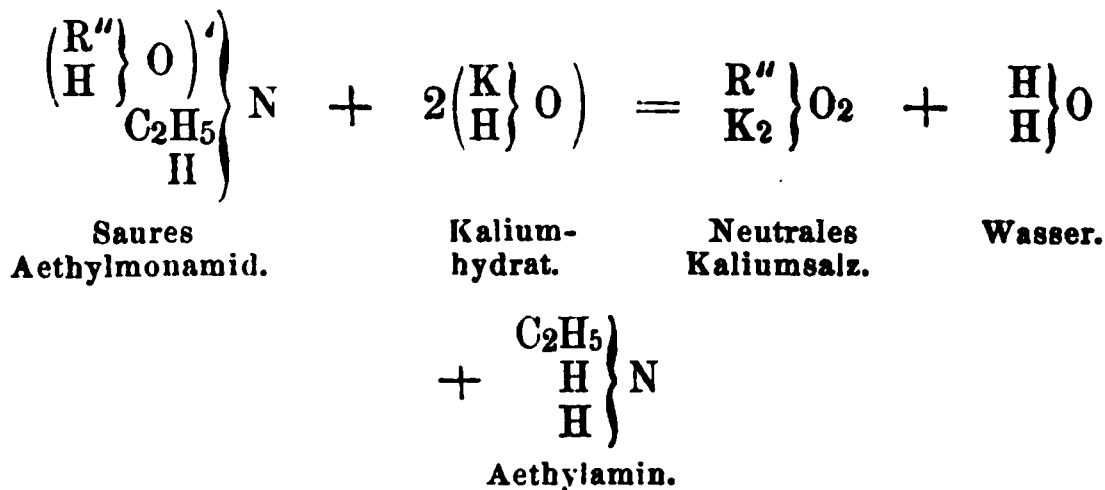 (R″ H} O)′ C₂H₅ H} N + 2(K H} O) = R″ K₂} O₂ + H H} O
Saures Kalium- Neutrales Wasser.
Aethylmonamid. hydrat. Kaliumsalz.
+ C₂H₅ H H} N
Aethylamin.